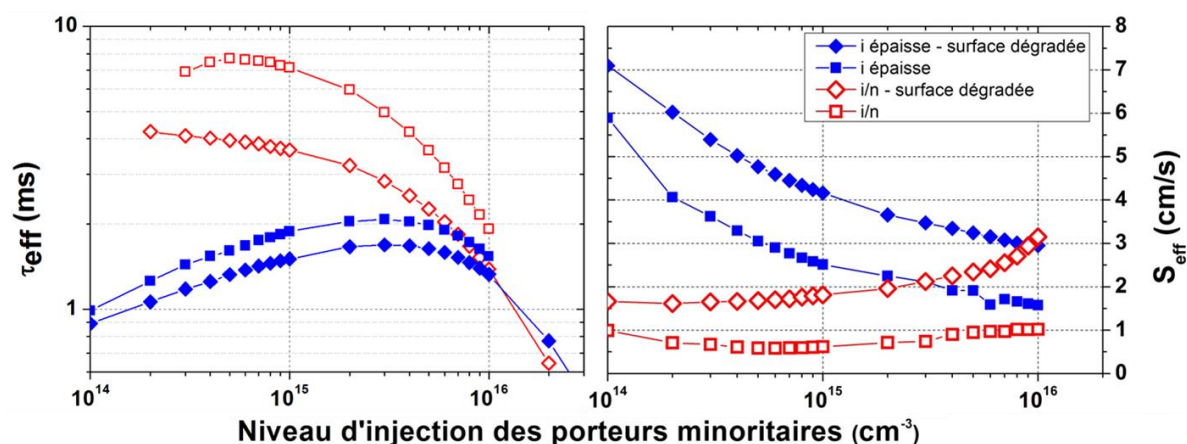 10
1
τeff (ms)
10^14
10^15
10^16
8
7
6
5
4
3
2
1
0
Seff (cm/s)
i épaisse - surface dégradée
i épaisse
i/n - surface dégradée
i/n
10^14
10^15
10^16
Niveau d'injection des porteurs minoritaires (cm^-3)